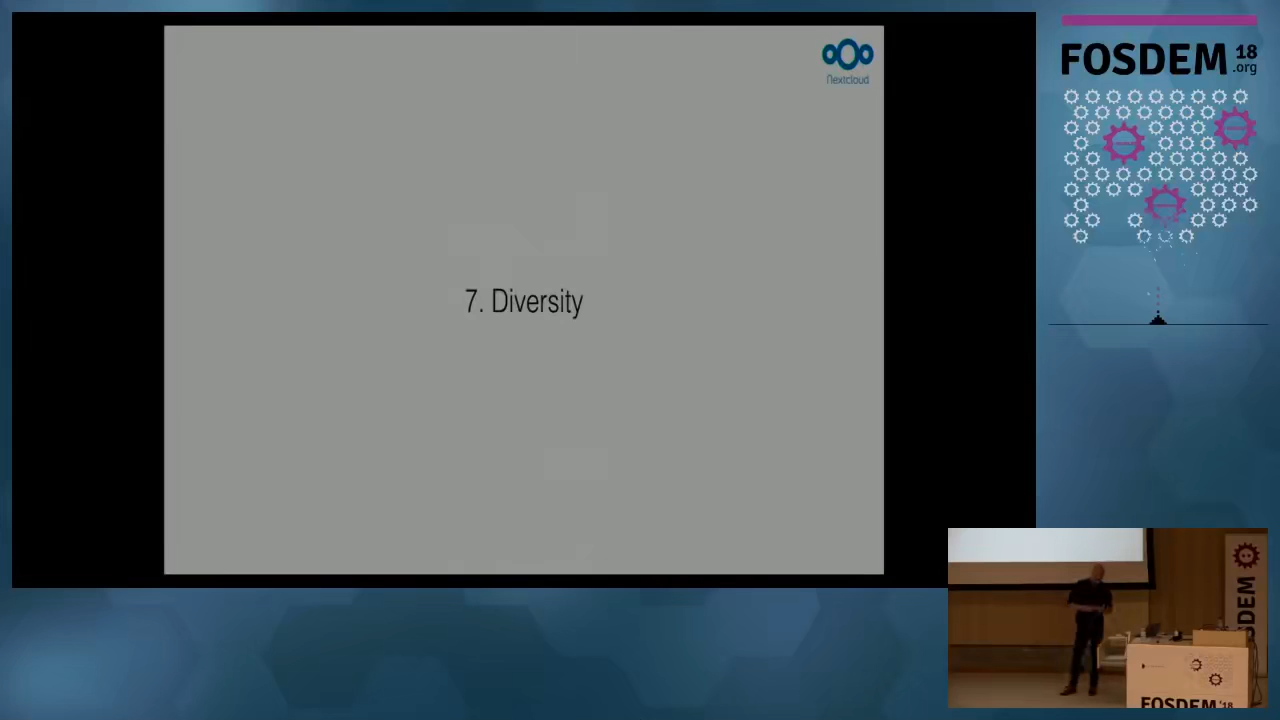 Nextcloud
7. Diversity
FOSDEM 18
.org
FOSDEM
FOSDEM '18